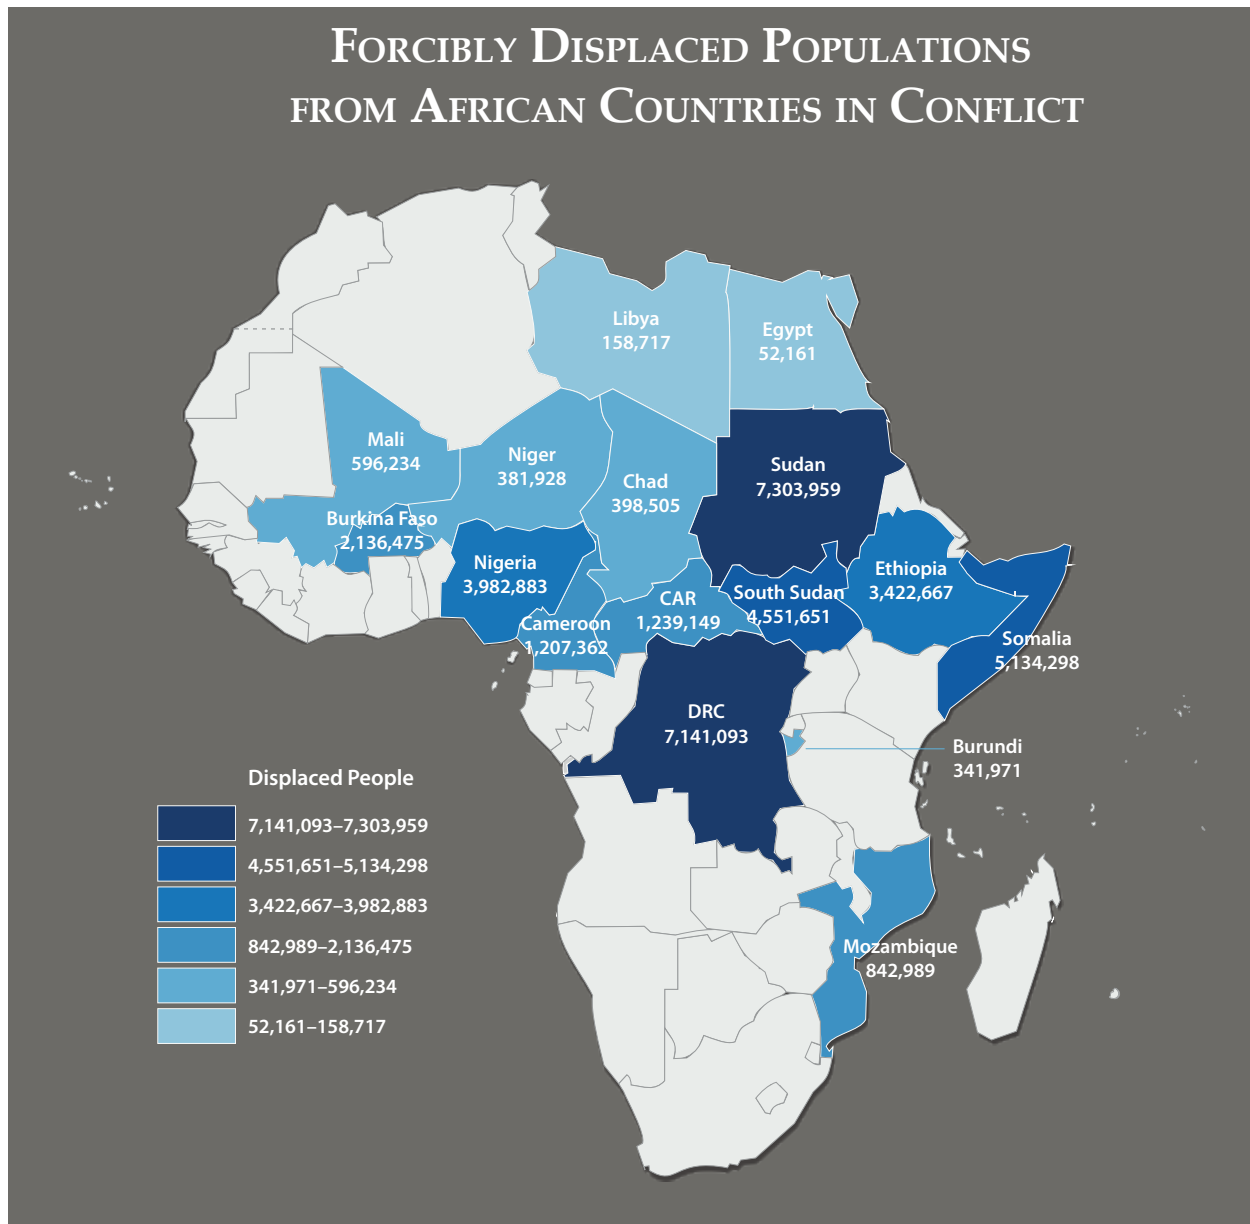 Forcibly Displaced Populations
from African Countries in Conflict
Libya
158,717
Egypt
52,161
Mali
596,234
Niger
381,928
Chad
398,505
Sudan
7,303,959
Burkina Faso
2,136,475
Nigeria
3,982,883
Ethiopia
3,422,667
CAR
1,239,149
South Sudan
4,551,651
Cameroon
1,207,362
Somalia
5,134,298
DRC
7,141,093
Burundi
341,971
Mozambique
842,989
Displaced People
7,141,093–7,303,959
4,551,651–5,134,298
3,422,667–3,982,883
842,989–2,136,475
341,971–596,234
52,161–158,717